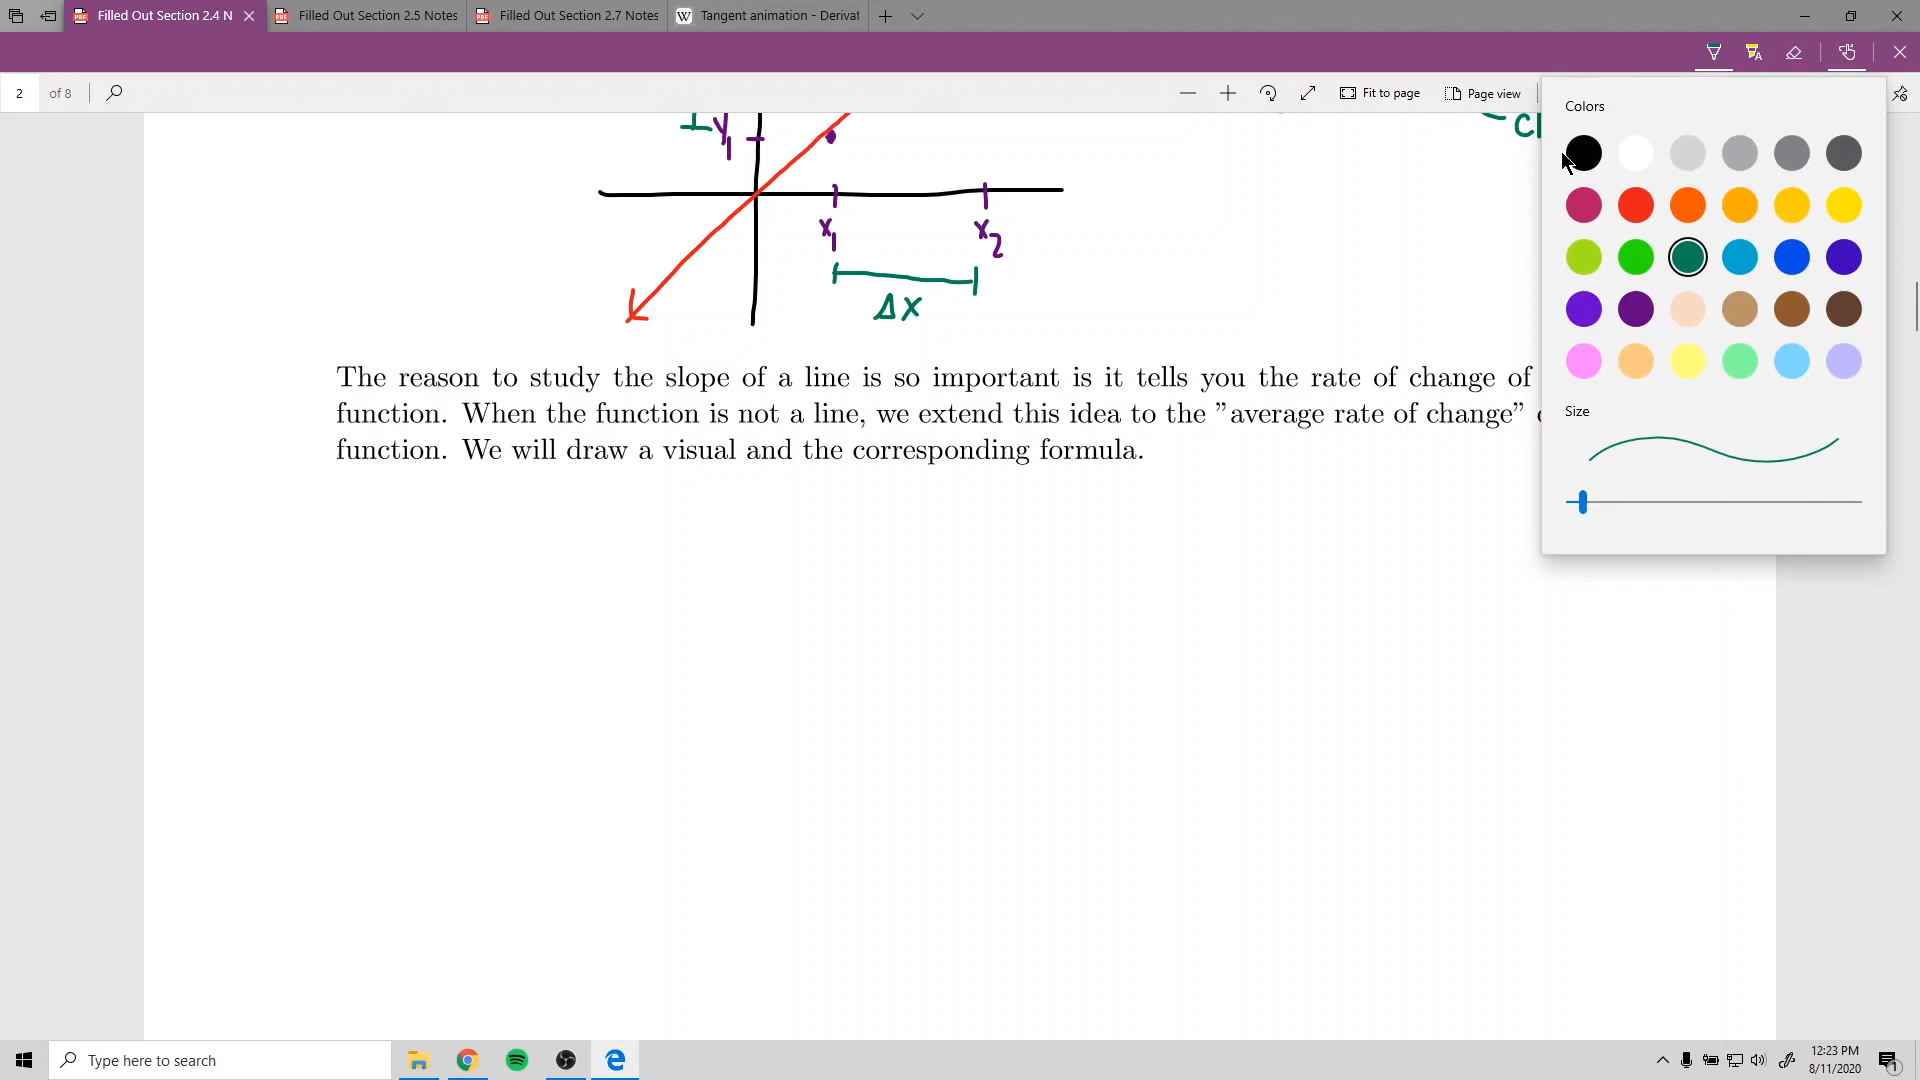 Filled Out Section 2.4 N
Filled Out Section 2.5 Notes
Filled Out Section 2.7 Notes
Tangent animation - Derivat
2 of 8
Fit to page
Page view
y1
x1
x2
Δx
The reason to study the slope of a line is so important is it tells you the rate of change of
function. When the function is not a line, we extend this idea to the ”average rate of change”
function. We will draw a visual and the corresponding formula.
Colors
Size
Type here to search
12:23 PM
8/11/2020
1